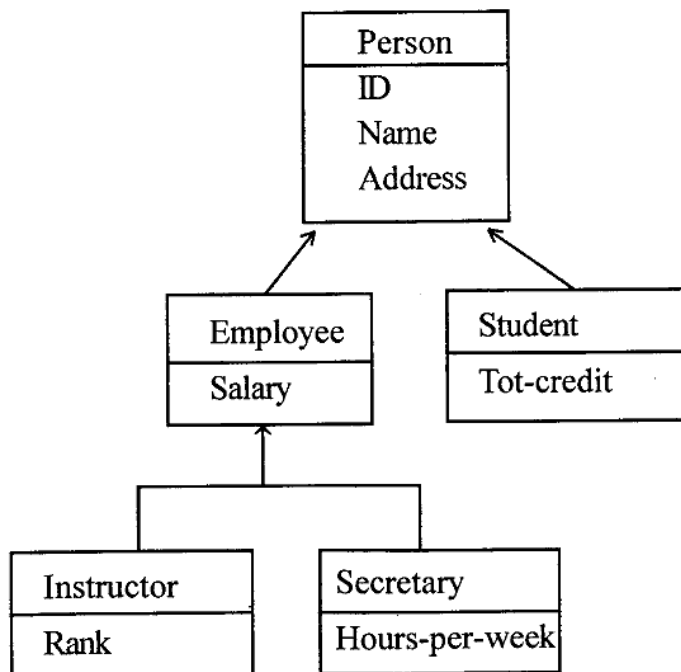 Person
ID
Name
Address
Employee
Salary
Student
Tot-credit
Instructor
Rank
Secretary
Hours-per-week